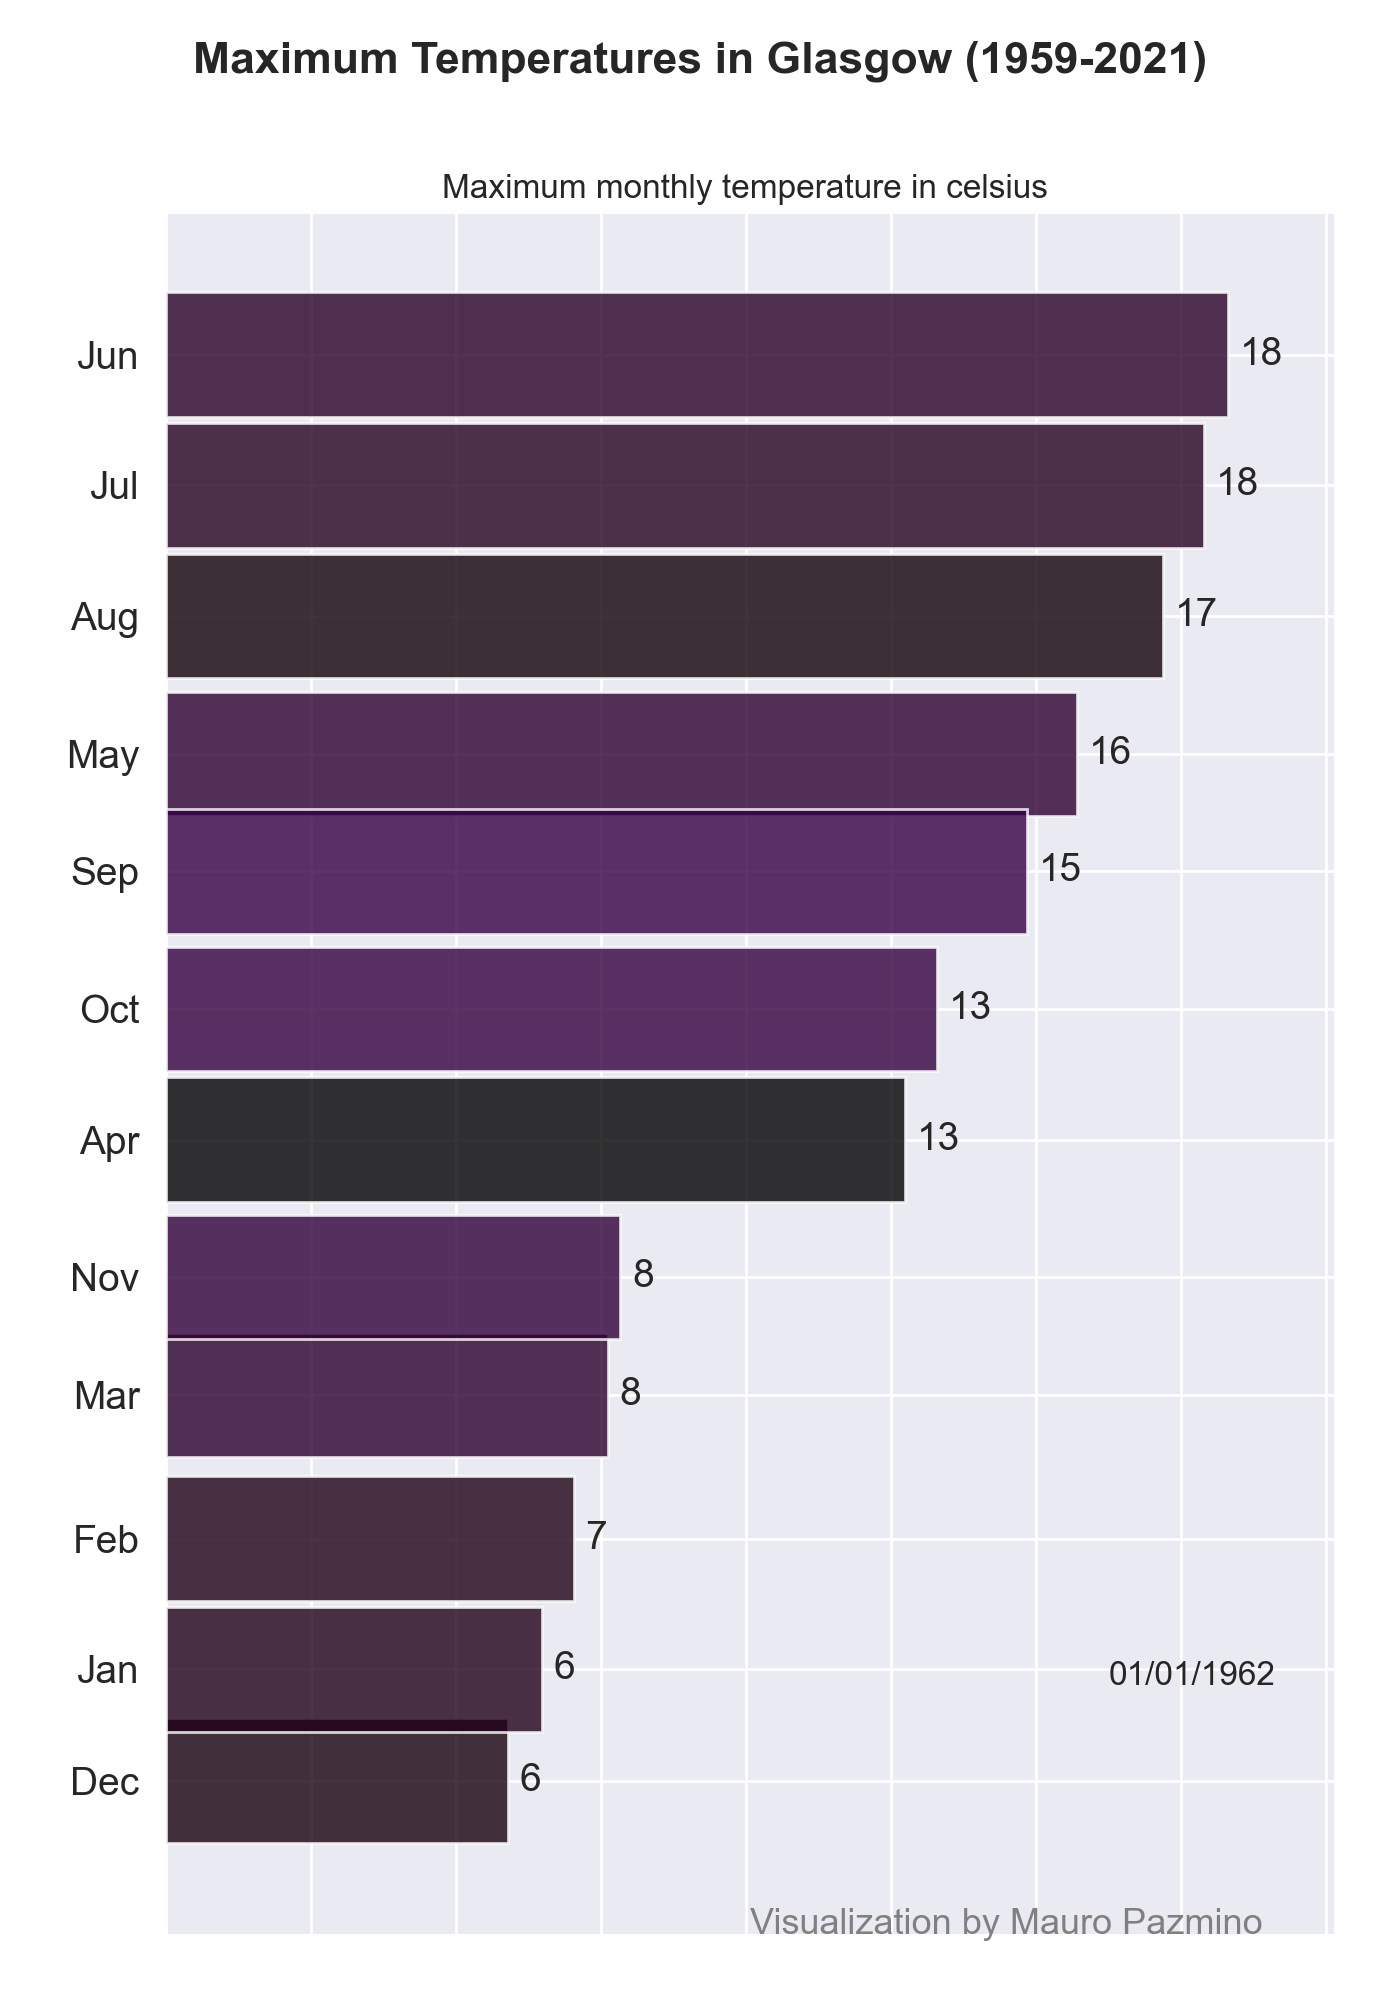 Maximum Temperatures in Glasgow (1959-2021)
Maximum monthly temperature in celsius
Jun 18
Jul 18
Aug 17
May 16
Sep 15
Oct 13
Apr 13
Nov 8
Mar 8
Feb 7
Jan 6 01/01/1962
Dec 6
Visualization by Mauro Pazmino